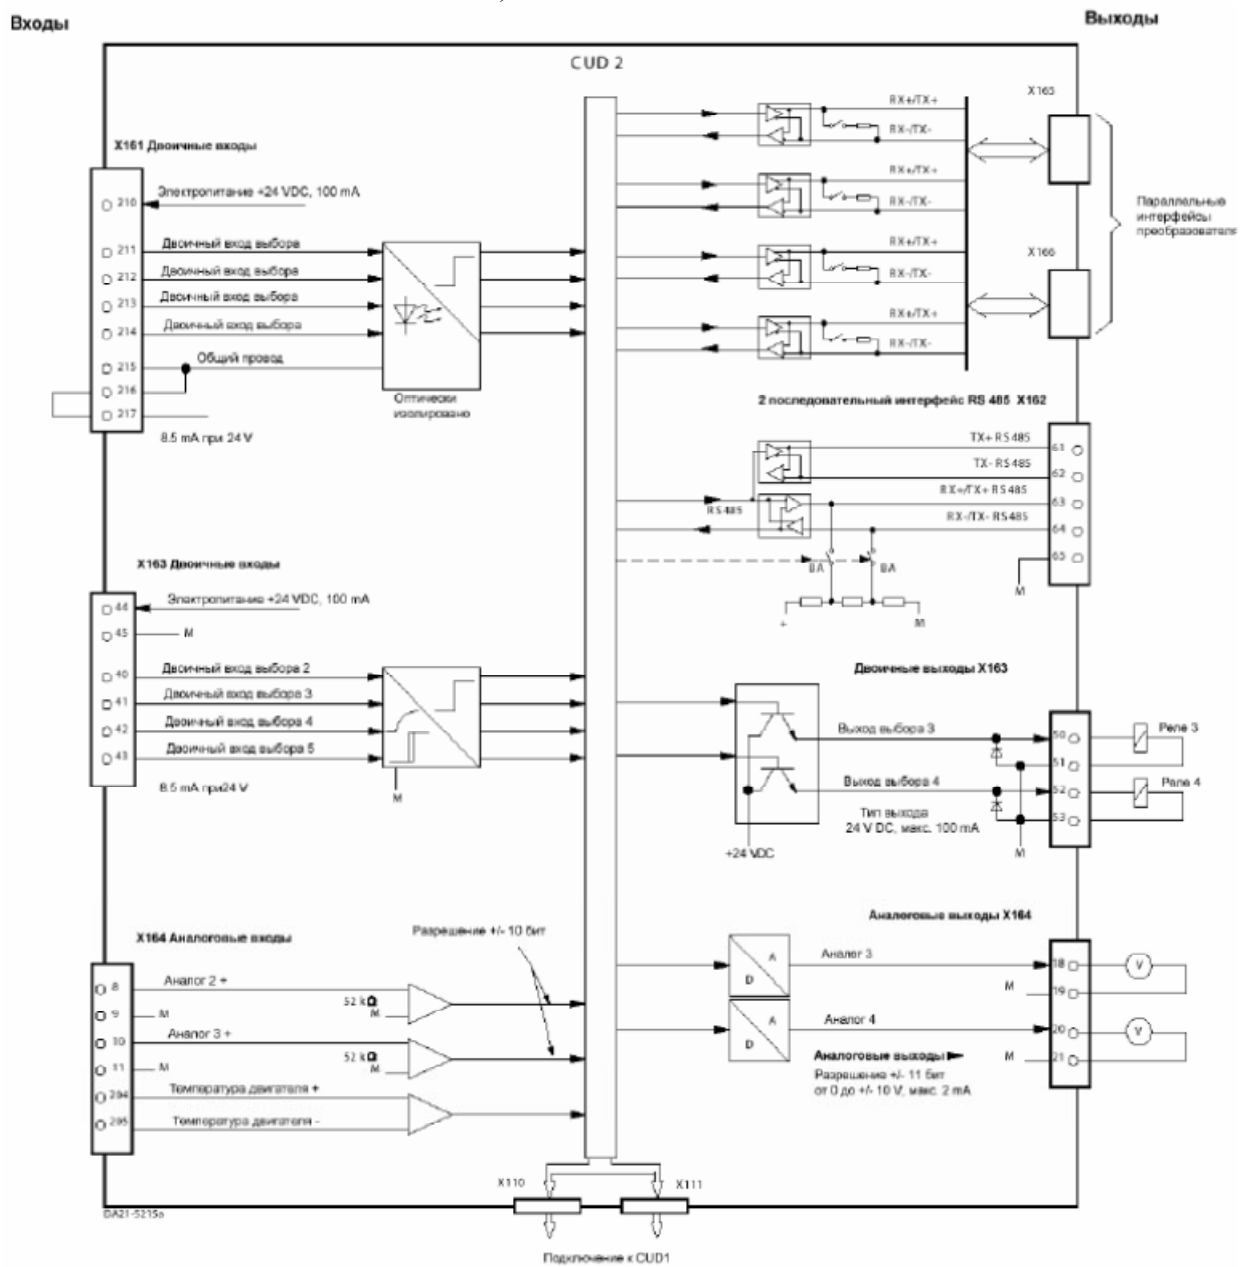 Входы
Выходы
CUD 2
X161 Двоичные входы
210
Электропитание +24 VDC, 100 mA
211
Двоичный вход выбора
212
Двоичный вход выбора
213
Двоичный вход выбора
214
Двоичный вход выбора
215
Общий провод
216
217
8.5 mA при 24 V
Оптически
изолировано
RX+/TX+
RX-/TX-
RX+/TX+
RX-/TX-
RX+/TX+
RX-/TX-
RX+/TX+
RX-/TX-
X165
X166
Параллельные
интерфейсы
преобразователя
2 последовательный интерфейс RS 485 X162
TX+ RS485
61
TX- RS485
62
RX+/TX+ RS485
63
RX-/TX- RS485
64
65
RS485
BA
BA
M
+
M
X163 Двоичные входы
44
Электропитание +24 VDC, 100 mA
45
M
40
Двоичный вход выбора 2
41
Двоичный вход выбора 3
42
Двоичный вход выбора 4
43
Двоичный вход выбора 5
8.5 mA при24 V
M
Двоичные выходы X163
Выход выбора 3
50
Реле 3
51
Выход выбора 4
52
Реле 4
53
Тип выхода
24 V DC, макс. 100 mA
+24 VDC
M
X164 Аналоговые входы
Разрешение +/- 10 бит
8
Аналог 2 +
52 kΩ
9
M
M
10
Аналог 3 +
52 kΩ
11
M
M
204
Температура двигателя +
205
Температура двигателя -
Аналоговые выходы X164
A
D
Аналог 3
18
V
M
19
A
D
Аналог 4
20
V
M
21
Аналоговые выходы
Разрешение +/- 11 бит
от 0 до +/- 10 V, макс. 2 mA
X110
X111
DA21-5215a
Подключение к CUD1